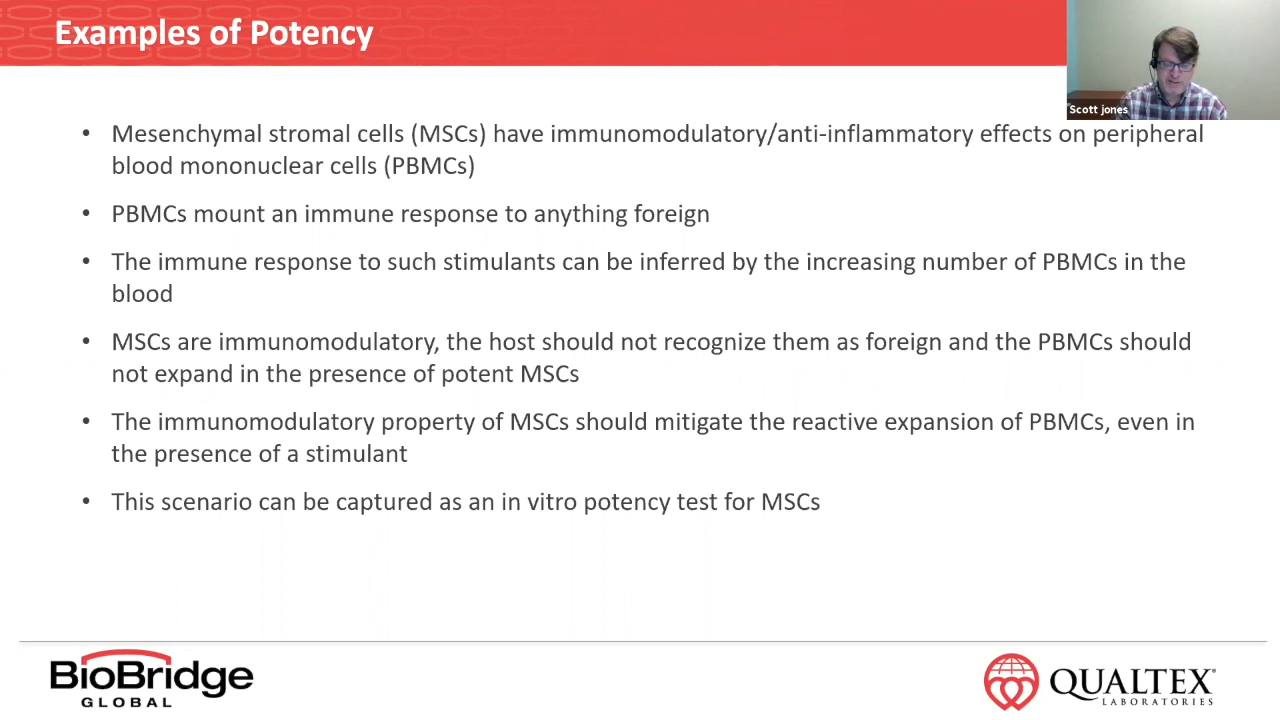 Examples of Potency
Scott jones
• Mesenchymal stromal cells (MSCs) have immunomodulatory/anti-inflammatory effects on peripheral
blood mononuclear cells (PBMCs)
• PBMCs mount an immune response to anything foreign
• The immune response to such stimulants can be inferred by the increasing number of PBMCs in the
blood
• MSCs are immunomodulatory, the host should not recognize them as foreign and the PBMCs should
not expand in the presence of potent MSCs
• The immunomodulatory property of MSCs should mitigate the reactive expansion of PBMCs, even in
the presence of a stimulant
• This scenario can be captured as an in vitro potency test for MSCs
BioBridge
GLOBAL
QUALTEX
LABORATORIES